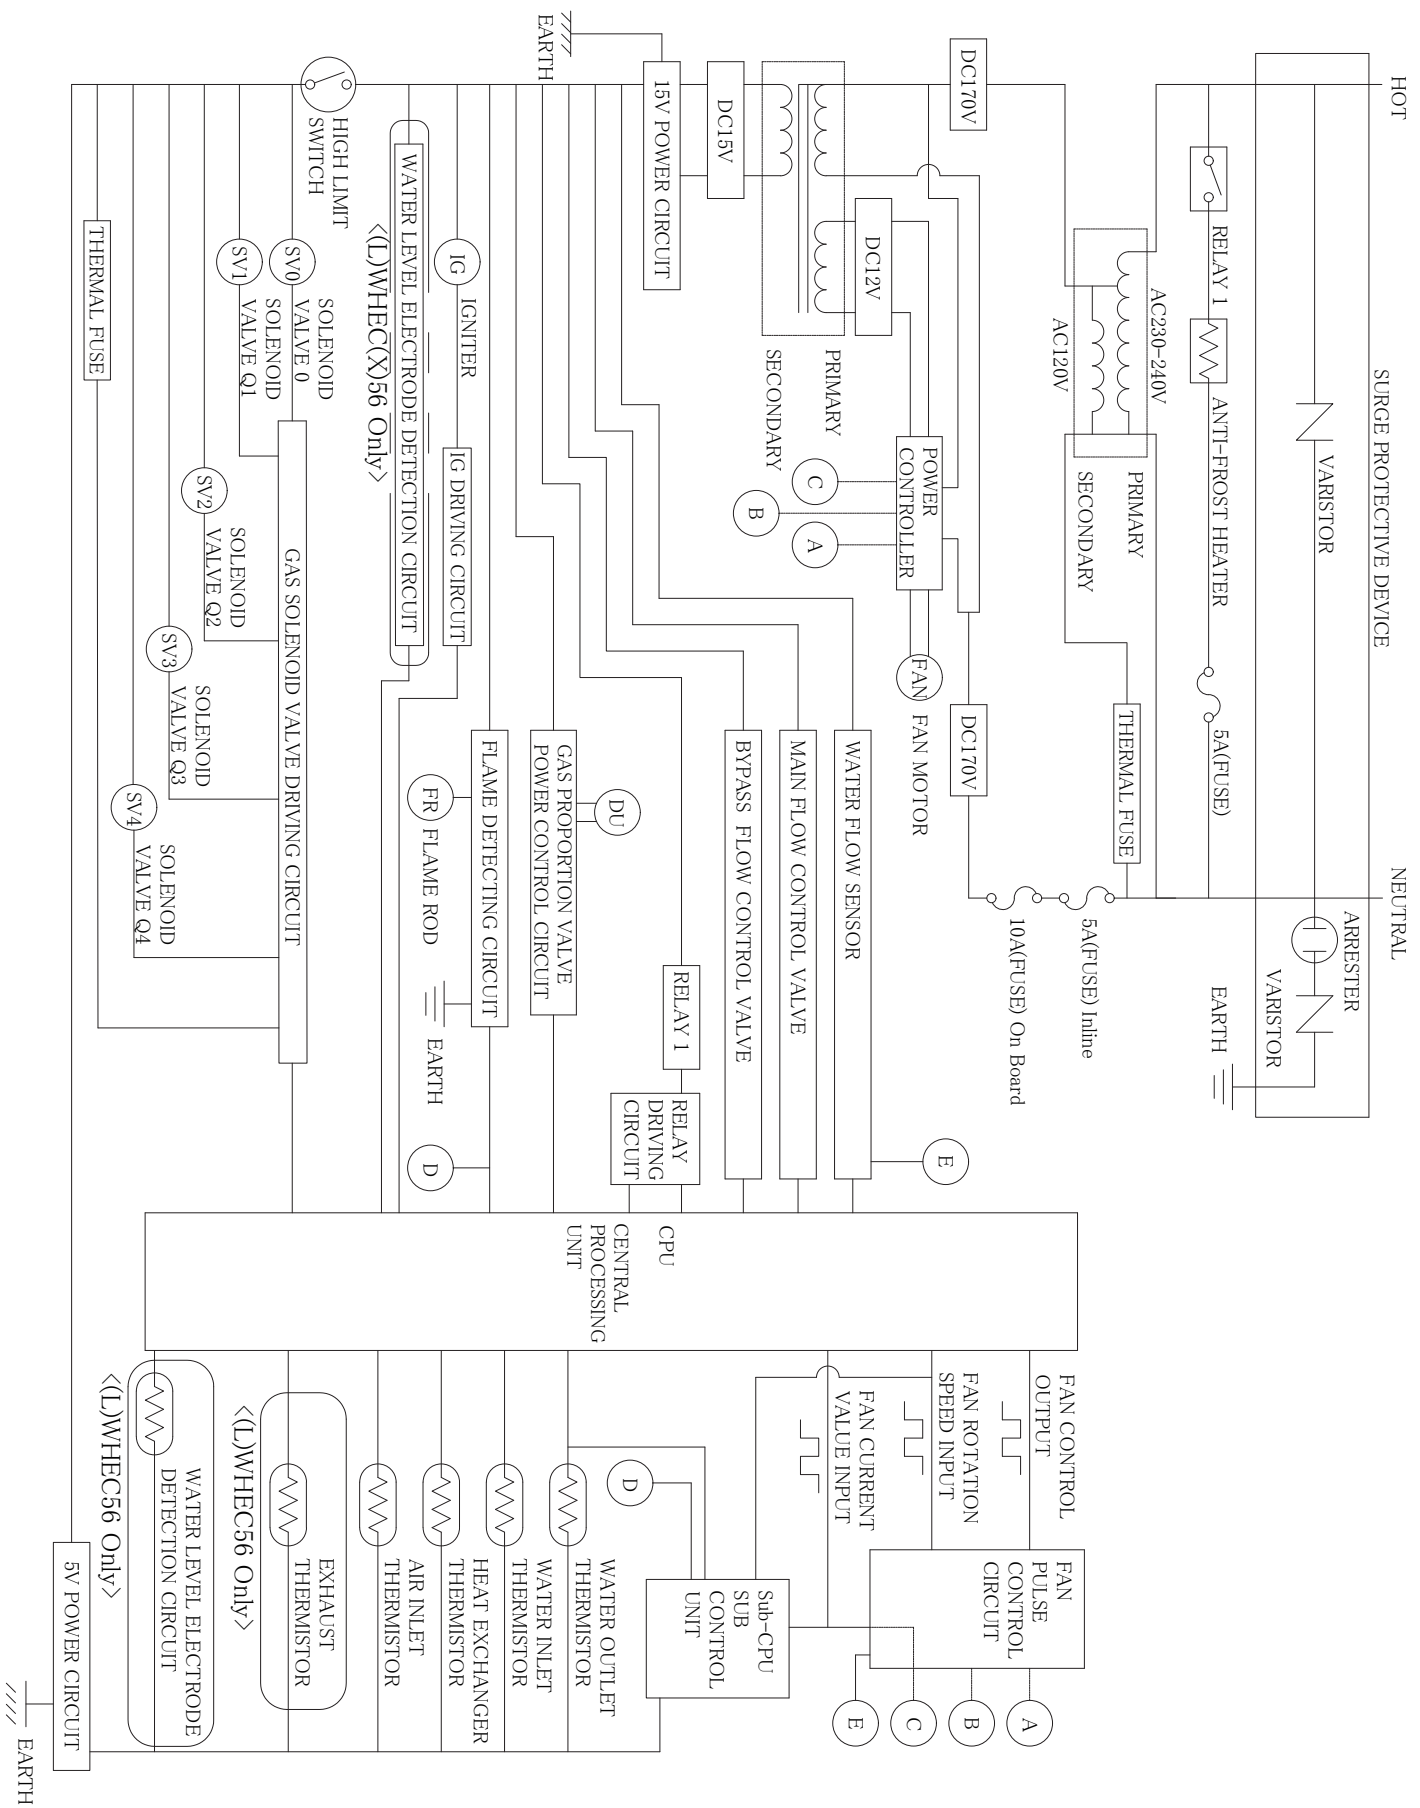 HOT
NEUTRAL
SURGE PROTECTIVE DEVICE
VARISTOR
ARRESTER
VARISTOR
EARTH
RELAY 1
ANTI-FROST HEATER
5A(FUSE)
AC230-240V
AC120V
PRIMARY
SECONDARY
THERMAL FUSE
5A(FUSE) Inline
10A(FUSE) On Board
DC170V
DC170V
DC12V
PRIMARY
SECONDARY
POWER
CONTROLLER
C
B
A
FAN
FAN MOTOR
DC15V
15V POWER CIRCUIT
EARTH
WATER FLOW SENSOR
E
MAIN FLOW CONTROL VALVE
BYPASS FLOW CONTROL VALVE
RELAY 1
RELAY
DRIVING
CIRCUIT
DU
GAS PROPORTION VALVE
POWER CONTROL CIRCUIT
FLAME DETECTING CIRCUIT
FR
FLAME ROD
EARTH
D
IG
IGNITER
IG DRIVING CIRCUIT
WATER LEVEL ELECTRODE DETECTION CIRCUIT
<(L)WHEC(X)56 Only>
HIGH LIMIT
SWITCH
SV0
SOLENOID
VALVE 0
SV1
SOLENOID
VALVE Q1
SV2
SOLENOID
VALVE Q2
SV3
SOLENOID
VALVE Q3
SV4
SOLENOID
VALVE Q4
GAS SOLENOID VALVE DRIVING CIRCUIT
THERMAL FUSE
CPU
CENTRAL
PROCESSING
UNIT
FAN CONTROL
OUTPUT
FAN ROTATION
SPEED INPUT
FAN CURRENT
VALUE INPUT
FAN
PULSE
CONTROL
CIRCUIT
A
B
C
E
D
Sub-CPU
SUB
CONTROL
UNIT
WATER OUTLET
THERMISTOR
WATER INLET
THERMISTOR
HEAT EXCHANGER
THERMISTOR
AIR INLET
THERMISTOR
EXHAUST
THERMISTOR
<(L)WHEC56 Only>
WATER LEVEL ELECTRODE
DETECTION CIRCUIT
<(L)WHEC56 Only>
5V POWER CIRCUIT
EARTH